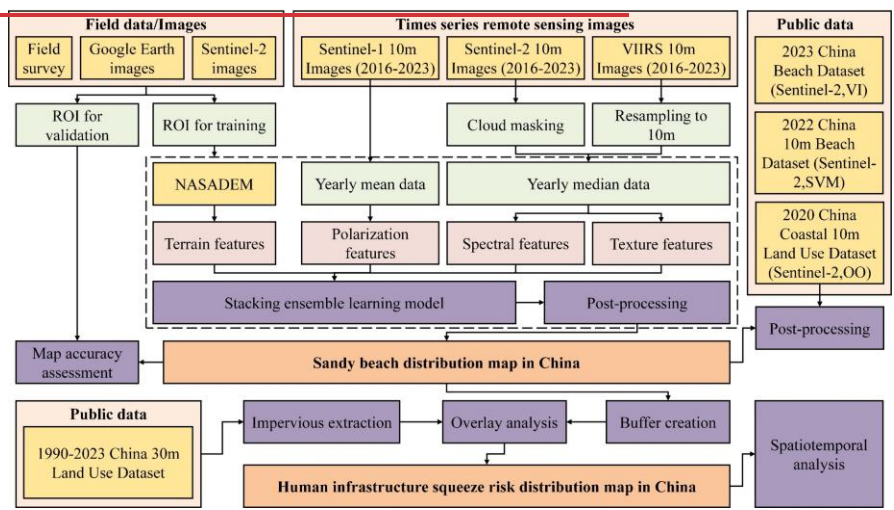 Field data/Images
Field
survey
Google Earth
images
Sentinel-2
images
Times series remote sensing images
Sentinel-1 10m
Images (2016-2023)
Sentinel-2 10m
Images (2016-2023)
VIIRS 10m
Images (2016-2023)
Public data
2023 China
Beach Dataset
(Sentinel-2,VI)
2022 China
10m Beach
Dataset (Sentinel-
2,SVM)
2020 China
Coastal 10m
Land Use Dataset
(Sentinel-2,OO)
ROI for
validation
ROI for training
Cloud masking
Resampling to
10m
NASADEM
Yearly mean data
Yearly median data
Terrain features
Polarization
features
Spectral features
Texture features
Stacking ensemble learning model
Post-processing
Post-processing
Map accuracy
assessment
Sandy beach distribution map in China
Public data
1990-2023 China 30m
Land Use Dataset
Impervious extraction
Overlay analysis
Buffer creation
Spatiotemporal
analysis
Human infrastructure squeeze risk distribution map in China